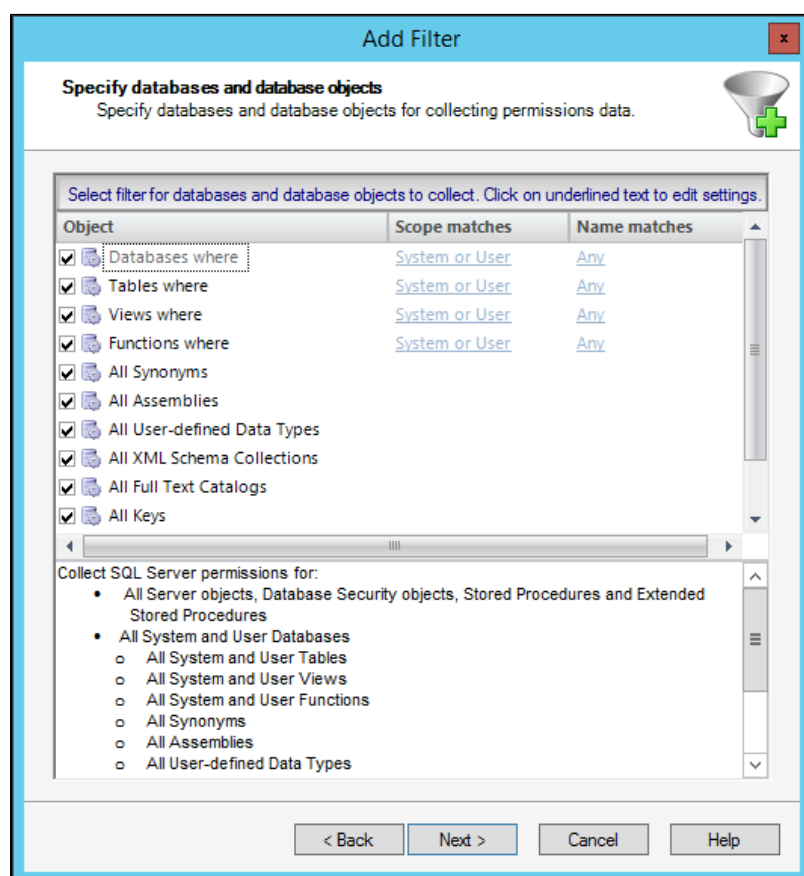 Add Filter
x
Specify databases and database objects
Specify databases and database objects for collecting permissions data.
Select filter for databases and database objects to collect. Click on underlined text to edit settings.
Object Scope matches Name matches
Databases where System or User Any
Tables where System or User Any
Views where System or User Any
Functions where System or User Any
All Synonyms
All Assemblies
All User-defined Data Types
All XML Schema Collections
All Full Text Catalogs
All Keys
Collect SQL Server permissions for:
• All Server objects, Database Security objects, Stored Procedures and Extended
Stored Procedures
• All System and User Databases
o All System and User Tables
o All System and User Views
o All System and User Functions
o All Synonyms
o All Assemblies
o All User-defined Data Types
< Back Next > Cancel Help